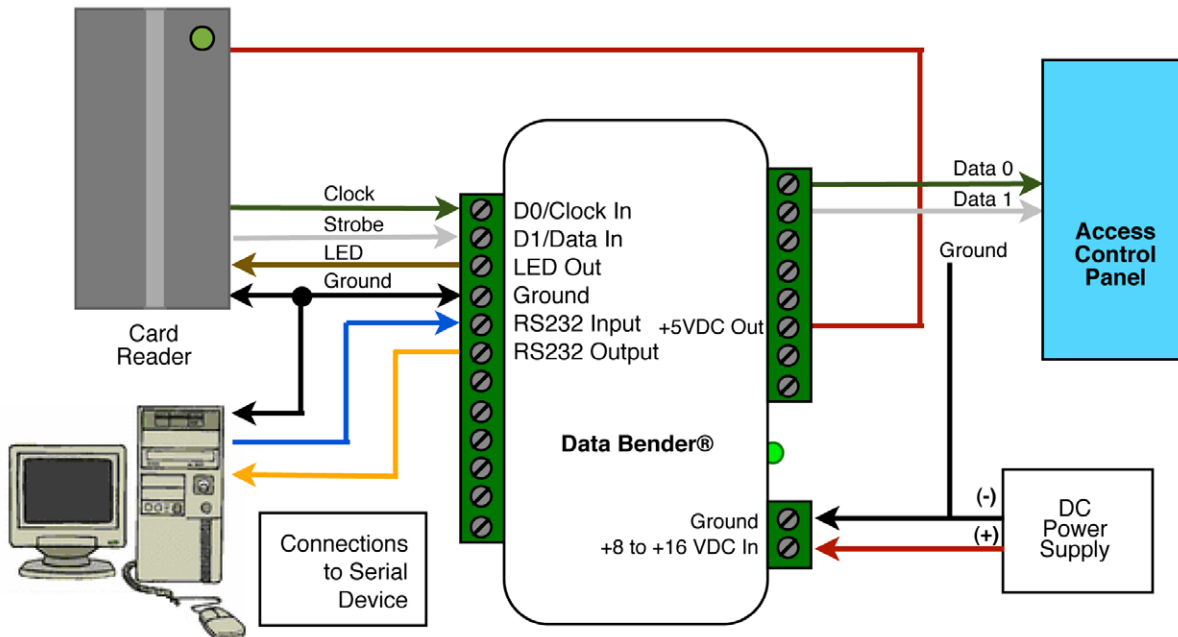 Clock
Strobe
LED
Ground
Card
Reader
D0/Clock In
D1/Data In
LED Out
Ground
RS232 Input
RS232 Output
+5VDC Out
Data Bender®
Ground
+8 to +16 VDC In
Data 0
Data 1
Ground
Access
Control
Panel
(-)
(+)
DC
Power
Supply
Connections
to Serial
Device